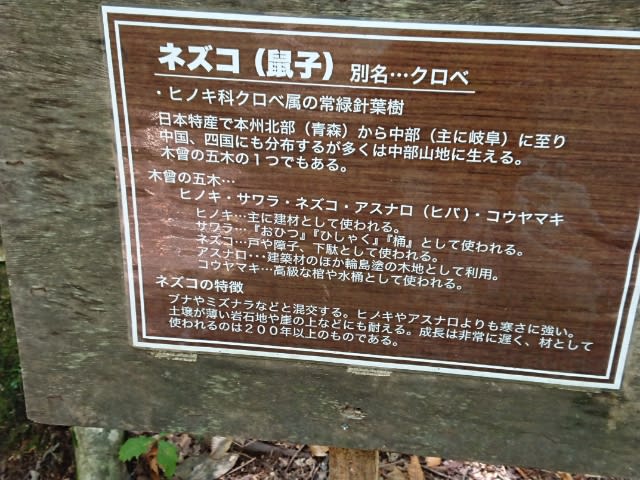 ネズコ（鼠子） 別名…クロベ
・ヒノキ科クロベ属の常緑針葉樹
日本特産で本州北部（青森）から中部（主に岐阜）に至り
中国、四国にも分布するが多くは中部山地に生える。
木曽の五木の１つでもある。
木曽の五木…
ヒノキ・サワラ・ネズコ・アスナロ（ヒバ）・コウヤマキ
ヒノキ…主に建材として使われる。
サワラ…『おひつ』『ひしゃく』『桶』として使われる。
ネズコ…戸や障子、下駄として使われる。
アスナロ･･･建築材のほか輪島塗の木地として利用。
コウヤマキ…高級な棺や水桶として使われる。
ネズコの特徴
ブナやミズナラなどと混交する。ヒノキやアスナロよりも寒さに強い。
土壌が薄い岩石地や崖の上などにも耐える。成長は非常に遅く、材として
使われるのは２００年以上のものである。